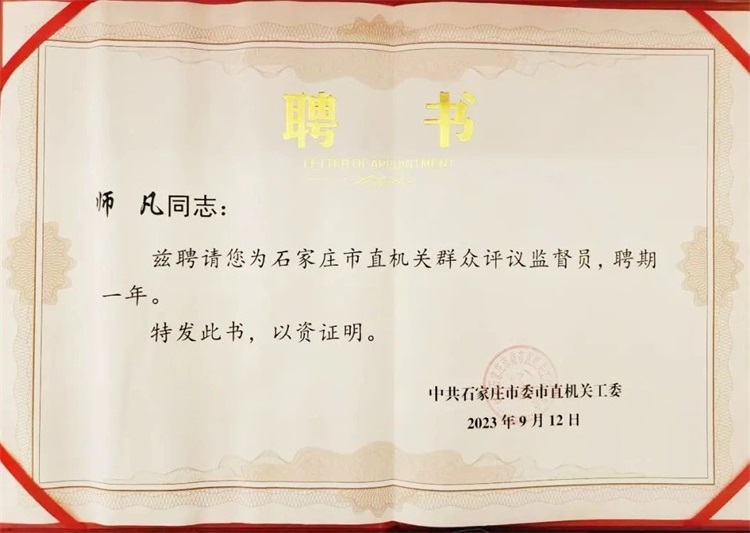 聘 书
LETTER OF APPOINTMENT
师 凡同志：
兹聘请您为石家庄市直机关群众评议监督员，聘期
一年。
特发此书，以资证明。
中共石家庄市委市直机关工委
2023年9月12日